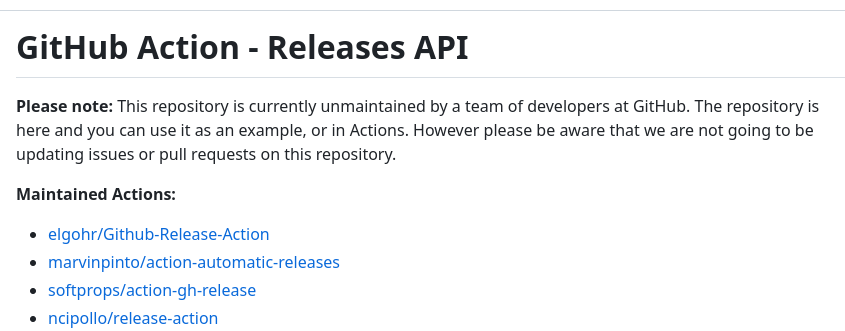 GitHub Action - Releases API
Please note: This repository is currently unmaintained by a team of developers at GitHub. The repository is
here and you can use it as an example, or in Actions. However please be aware that we are not going to be
updating issues or pull requests on this repository.
Maintained Actions:
elgohr/Github-Release-Action
marvinpinto/action-automatic-releases
softprops/action-gh-release
ncipollo/release-action